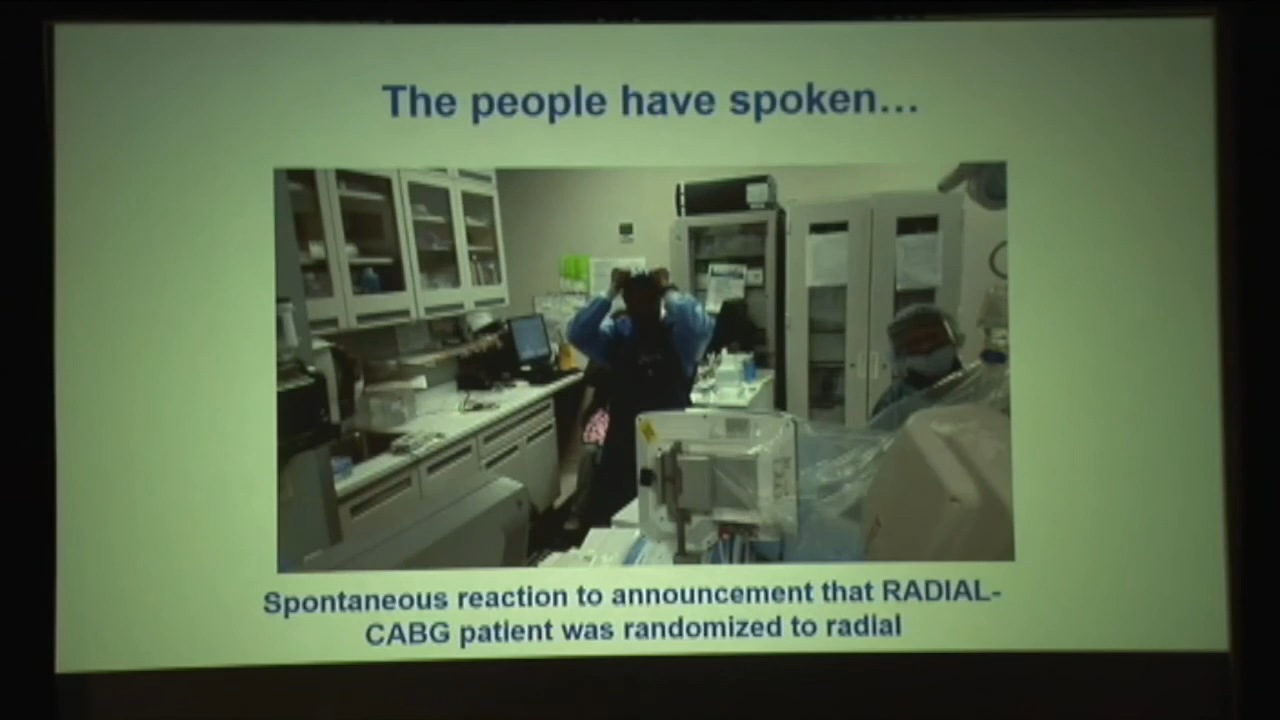 The people have spoken...
Spontaneous reaction to announcement that RADIAL-
CABG patient was randomized to radial